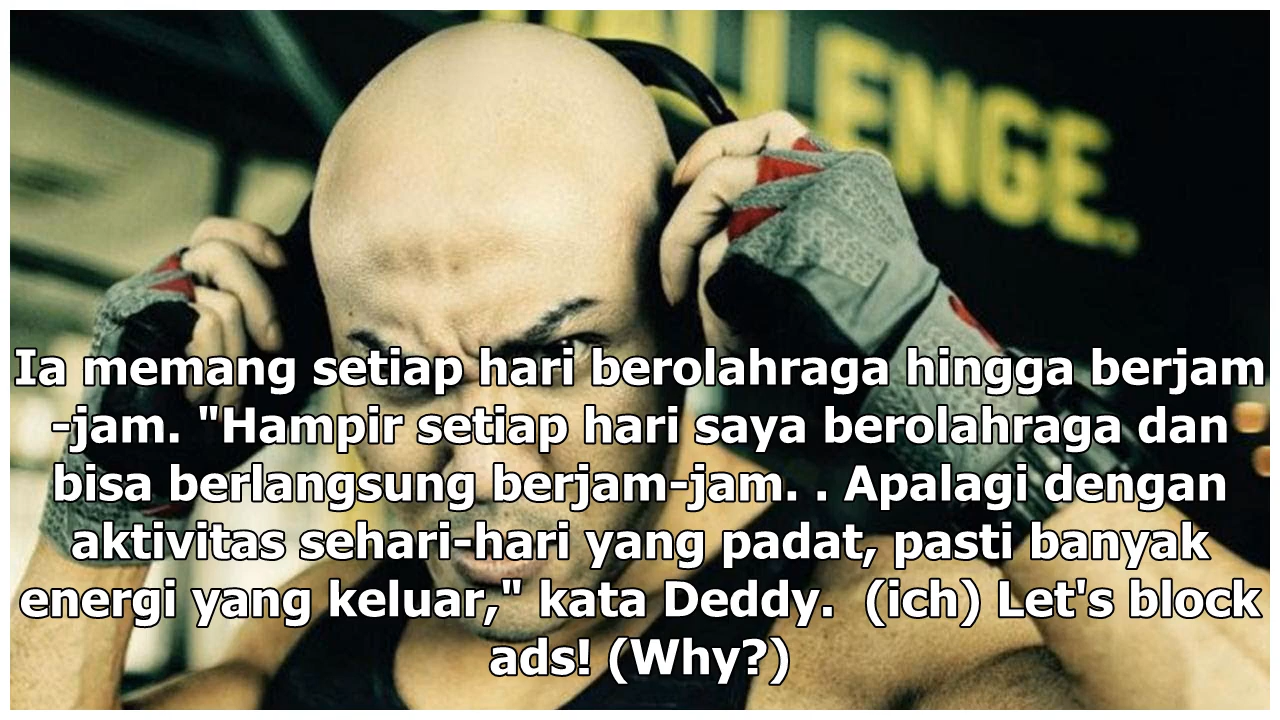 ALLENGE.
Ia memang setiap hari berolahraga hingga berjam
-jam. "Hampir setiap hari saya berolahraga dan
bisa berlangsung berjam-jam. . Apalagi dengan
aktivitas sehari-hari yang padat, pasti banyak
energi yang keluar," kata Deddy.  (ich) Let's block
ads! (Why?)